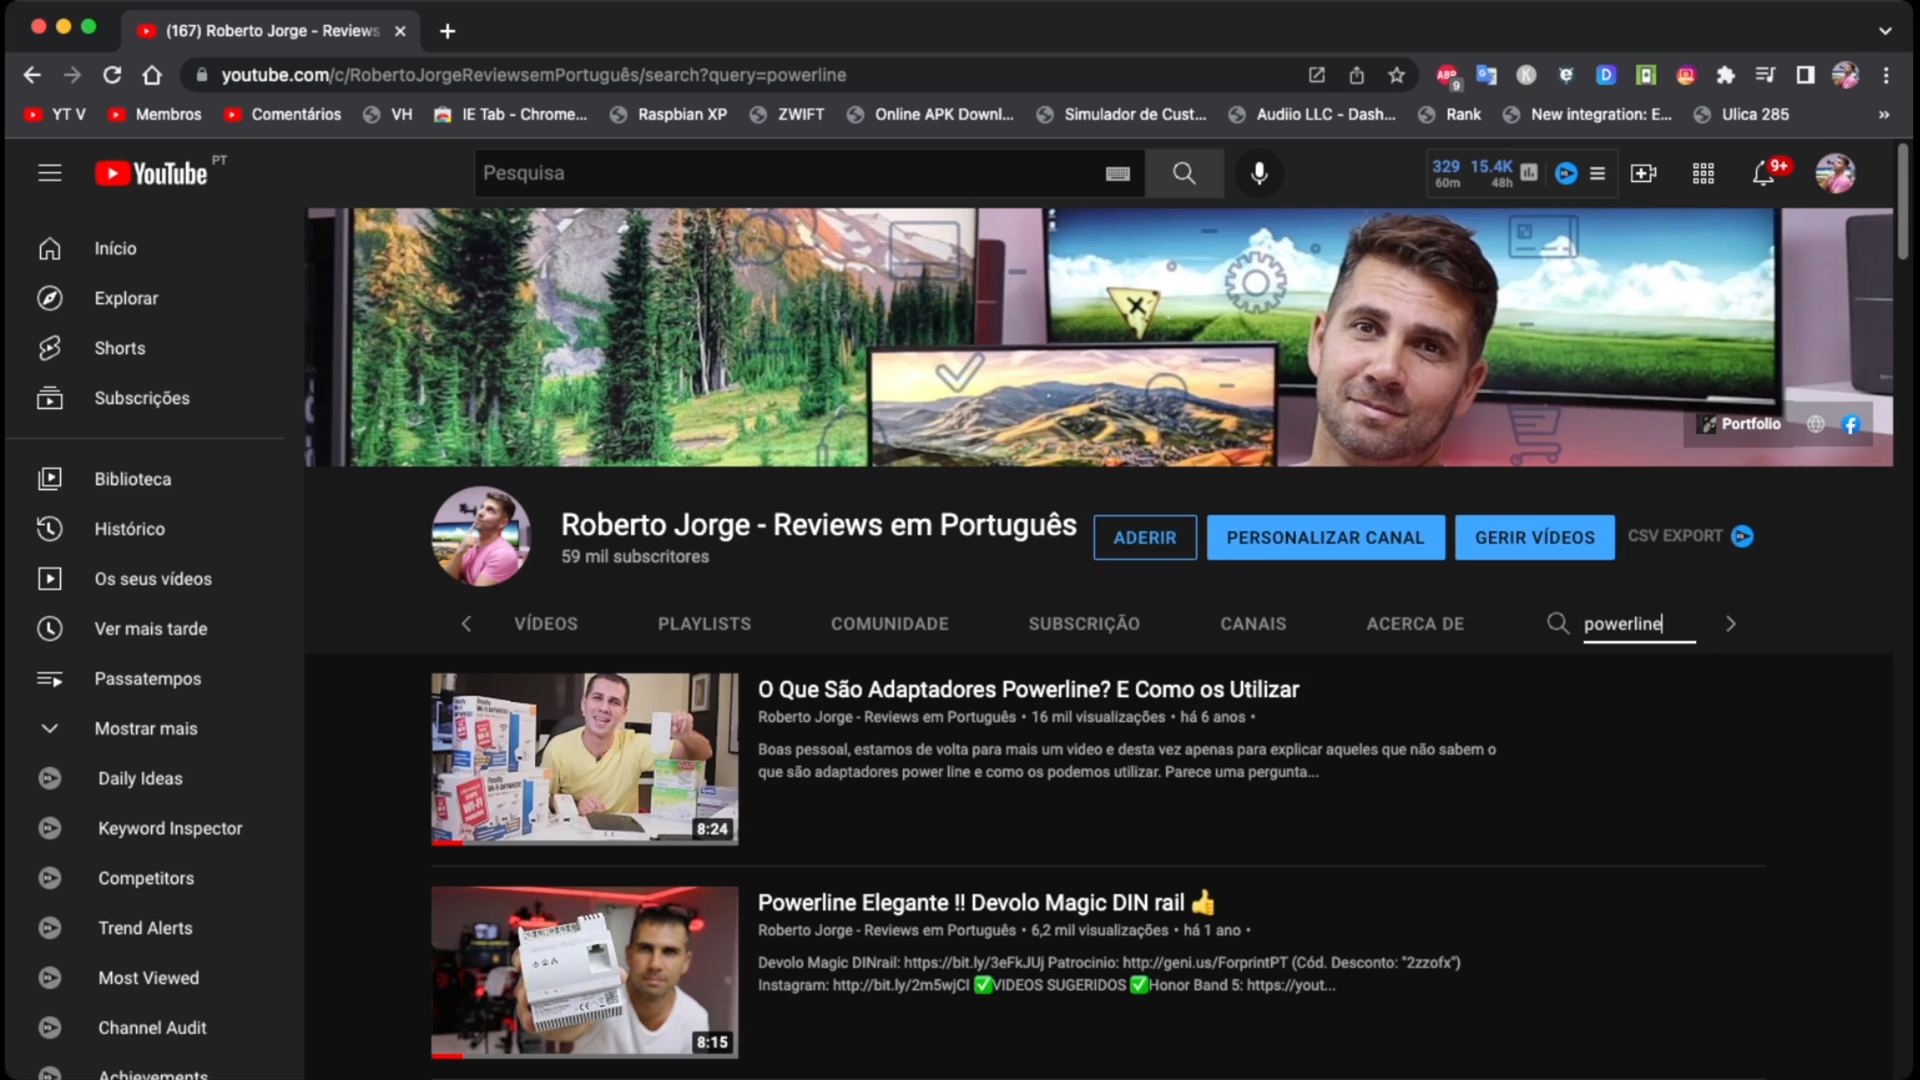 (167) Roberto Jorge - Reviews
youtube.com/c/RobertoJorgeReviewsemPortuguês/search?query=powerline
ABP
9
YT V
Membros
Comentários
VH
IE Tab - Chrome...
Raspbian XP
ZWIFT
Online APK Downl...
Simulador de Cust...
Audiio LLC - Dash...
Rank
New integration: E...
Ulica 285
YouTube PT
Pesquisa
329 15.4K
60m 48h
9+
Início
Explorar
Shorts
Subscrições
Biblioteca
Histórico
Os seus vídeos
Ver mais tarde
Passatempos
Mostrar mais
Daily Ideas
Keyword Inspector
Competitors
Trend Alerts
Most Viewed
Channel Audit
Achievements
Portfolio
Roberto Jorge - Reviews em Português
59 mil subscritores
ADERIR
PERSONALIZAR CANAL
GERIR VÍDEOS
CSV EXPORT
VÍDEOS
PLAYLISTS
COMUNIDADE
SUBSCRIÇÃO
CANAIS
ACERCA DE
powerline
8:24
O Que São Adaptadores Powerline? E Como os Utilizar
Roberto Jorge - Reviews em Português • 16 mil visualizações • há 6 anos •
Boas pessoal, estamos de volta para mais um video e desta vez apenas para explicar aqueles que não sabem o
que são adaptadores power line e como os podemos utilizar. Parece uma pergunta...
8:15
Powerline Elegante !! Devolo Magic DIN rail 👍
Roberto Jorge - Reviews em Português • 6,2 mil visualizações • há 1 ano •
Devolo Magic DINrail: https://bit.ly/3eFkJUj Patrocinio: http://geni.us/ForprintPT (Cód. Desconto: "2zzofx")
Instagram: http://bit.ly/2m5wjCI ✅VIDEOS SUGERIDOS ✅Honor Band 5: https://yout...